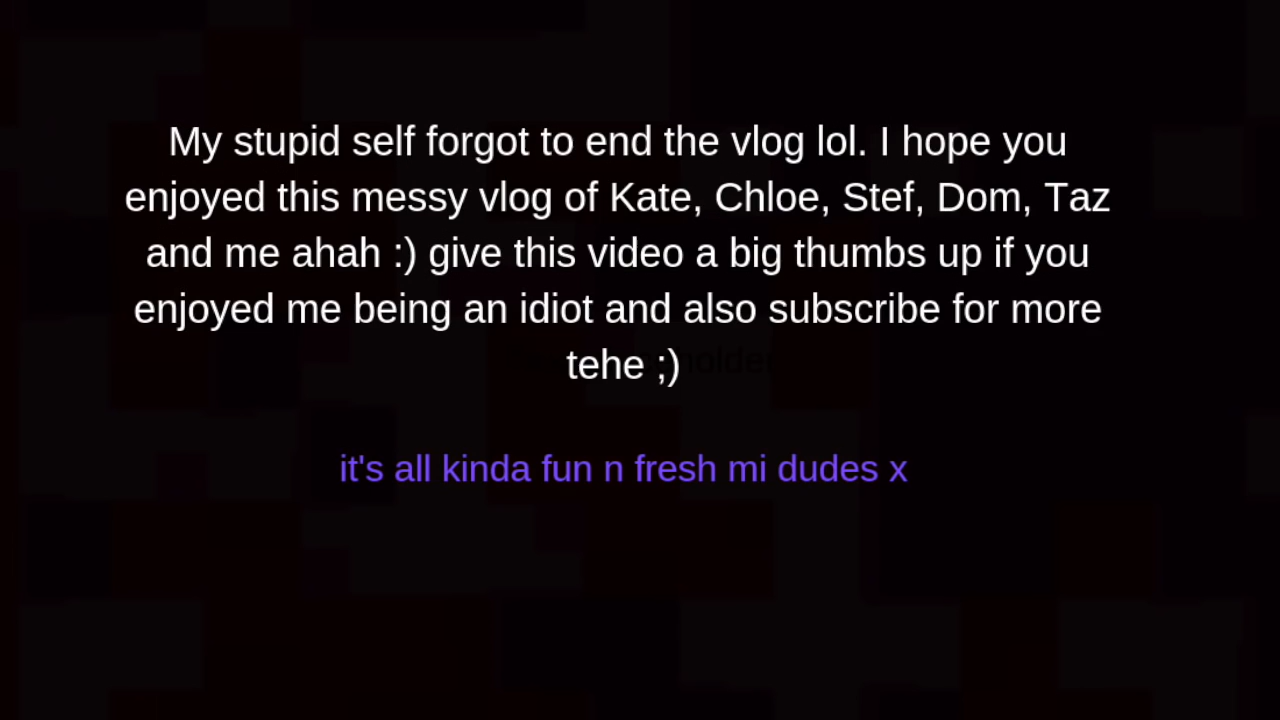 My stupid self forgot to end the vlog lol. I hope you
enjoyed this messy vlog of Kate, Chloe, Stef, Dom, Taz
and me ahah :) give this video a big thumbs up if you
enjoyed me being an idiot and also subscribe for more
tehe ;)
it's all kinda fun n fresh mi dudes x